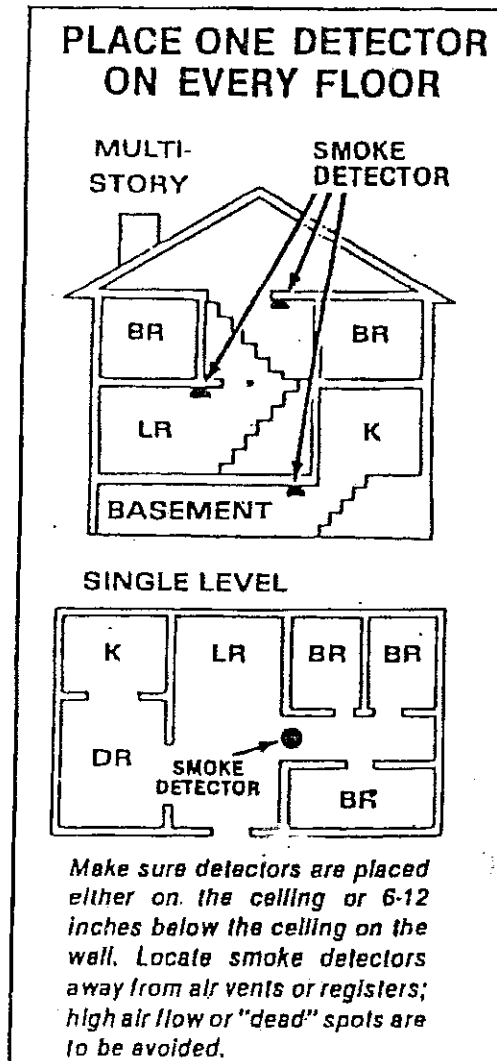 PLACE ONE DETECTOR
ON EVERY FLOOR
MULTI-
STORY
SMOKE
DETECTOR
BR
BR
LR
K
BASEMENT
SINGLE LEVEL
K
LR
BR
BR
DR
SMOKE
DETECTOR
BR
Make sure detectors are placed
either on the ceiling or 6-12
inches below the ceiling on the
wall. Locate smoke detectors
away from air vents or registers;
high air flow or "dead" spots are
to be avoided.